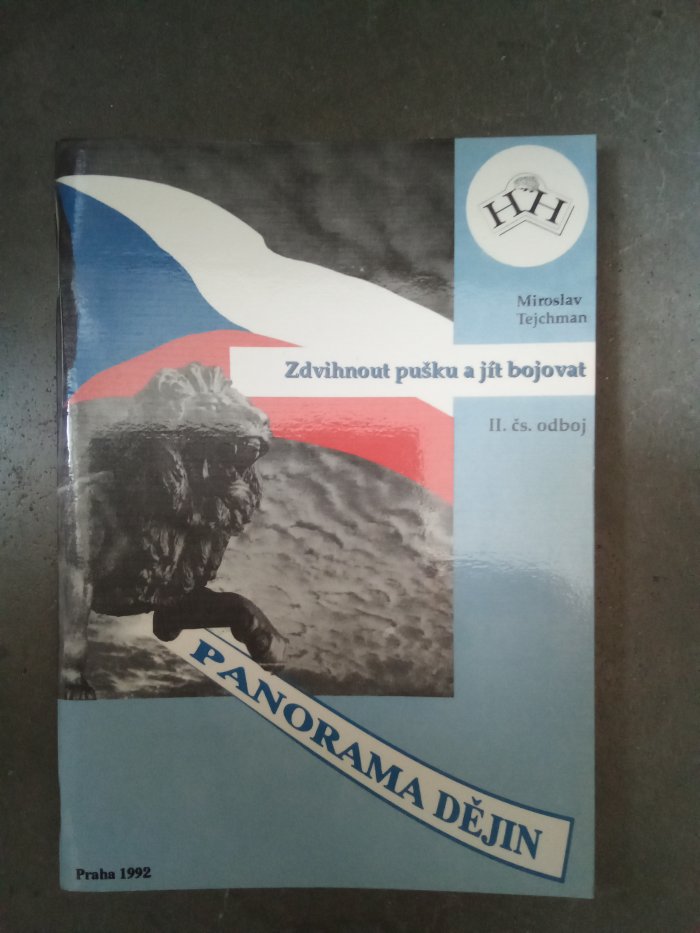 HH
Miroslav
Tejchman
Zdvihnout pušku a jít bojovat
II. čs. odboj
PANORAMA DĚJIN
Praha 1992